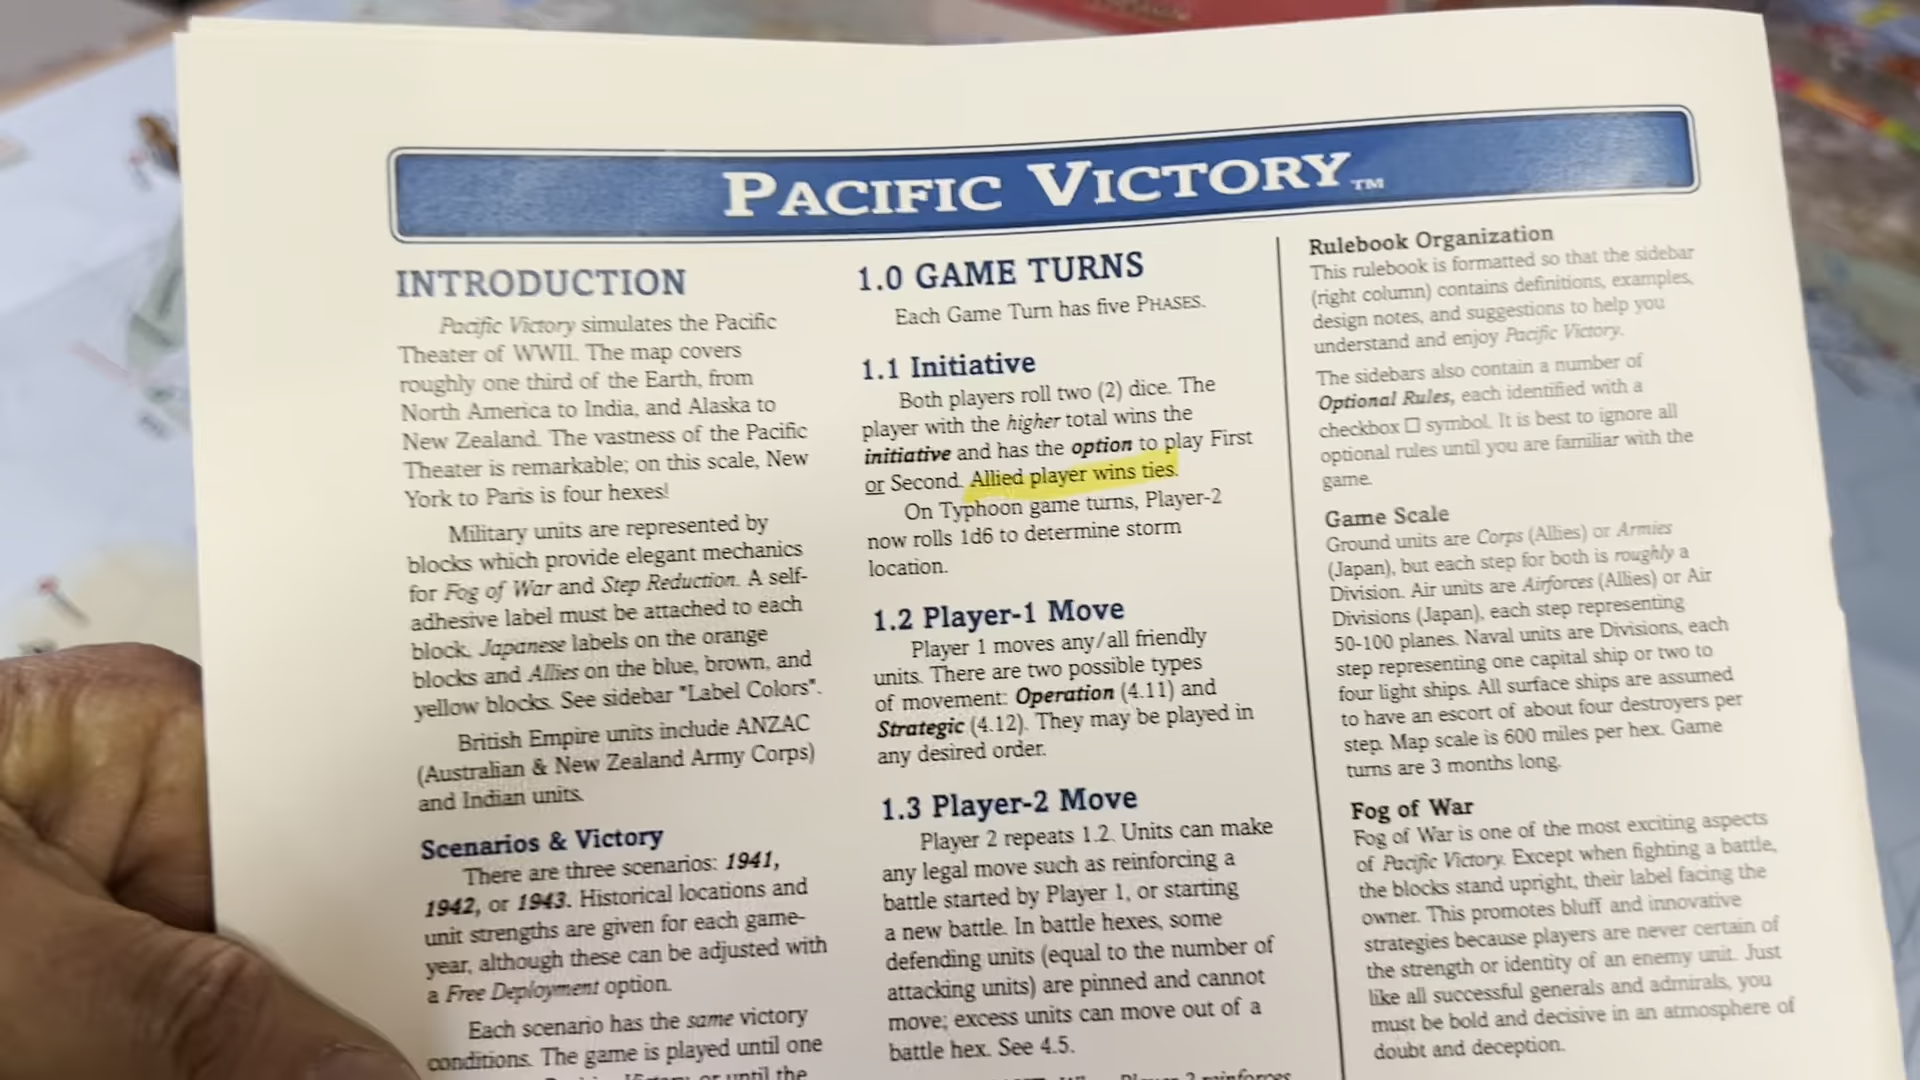 PACIFIC VICTORY™
INTRODUCTION
Pacific Victory simulates the Pacific
Theater of WWII. The map covers
roughly one third of the Earth, from
North America to India, and Alaska to
New Zealand. The vastness of the Pacific
Theater is remarkable; on this scale, New
York to Paris is four hexes!
Military units are represented by
blocks which provide elegant mechanics
for Fog of War and Step Reduction. A self-
adhesive label must be attached to each
block. Japanese labels on the orange
blocks and Allies on the blue, brown, and
yellow blocks. See sidebar "Label Colors".
British Empire units include ANZAC
(Australian & New Zealand Army Corps)
and Indian units.
Scenarios & Victory
There are three scenarios: 1941,
1942, or 1943. Historical locations and
unit strengths are given for each game-
year, although these can be adjusted with
a Free Deployment option.
Each scenario has the same victory
conditions. The game is played until one
Victory or until the
1.0 GAME TURNS
Each Game Turn has five PHASES.
1.1 Initiative
Both players roll two (2) dice. The
player with the higher total wins the
initiative and has the option to play First
or Second. Allied player wins ties.
On Typhoon game turns, Player-2
now rolls 1d6 to determine storm
location.
1.2 Player-1 Move
Player 1 moves any/all friendly
units. There are two possible types
of movement: Operation (4.11) and
Strategic (4.12). They may be played in
any desired order.
1.3 Player-2 Move
Player 2 repeats 1.2. Units can make
any legal move such as reinforcing a
battle started by Player 1, or starting
a new battle. In battle hexes, some
defending units (equal to the number of
attacking units) are pinned and cannot
move; excess units can move out of a
battle hex. See 4.5.
Player 2 reinforces
Rulebook Organization
This rulebook is formatted so that the sidebar
(right column) contains definitions, examples,
design notes, and suggestions to help you
understand and enjoy Pacific Victory.
The sidebars also contain a number of
Optional Rules, each identified with a
checkbox ☐ symbol. It is best to ignore all
optional rules until you are familiar with the
game.
Game Scale
Ground units are Corps (Allies) or Armies
(Japan), but each step for both is roughly a
Division. Air units are Airforces (Allies) or Air
Divisions (Japan), each step representing
50-100 planes. Naval units are Divisions, each
step representing one capital ship or two to
four light ships. All surface ships are assumed
to have an escort of about four destroyers per
step. Map scale is 600 miles per hex. Game
turns are 3 months long.
Fog of War
Fog of War is one of the most exciting aspects
of Pacific Victory. Except when fighting a battle,
the blocks stand upright, their label facing the
owner. This promotes bluff and innovative
strategies because players are never certain of
the strength or identity of an enemy unit. Just
like all successful generals and admirals, you
must be bold and decisive in an atmosphere of
doubt and deception.